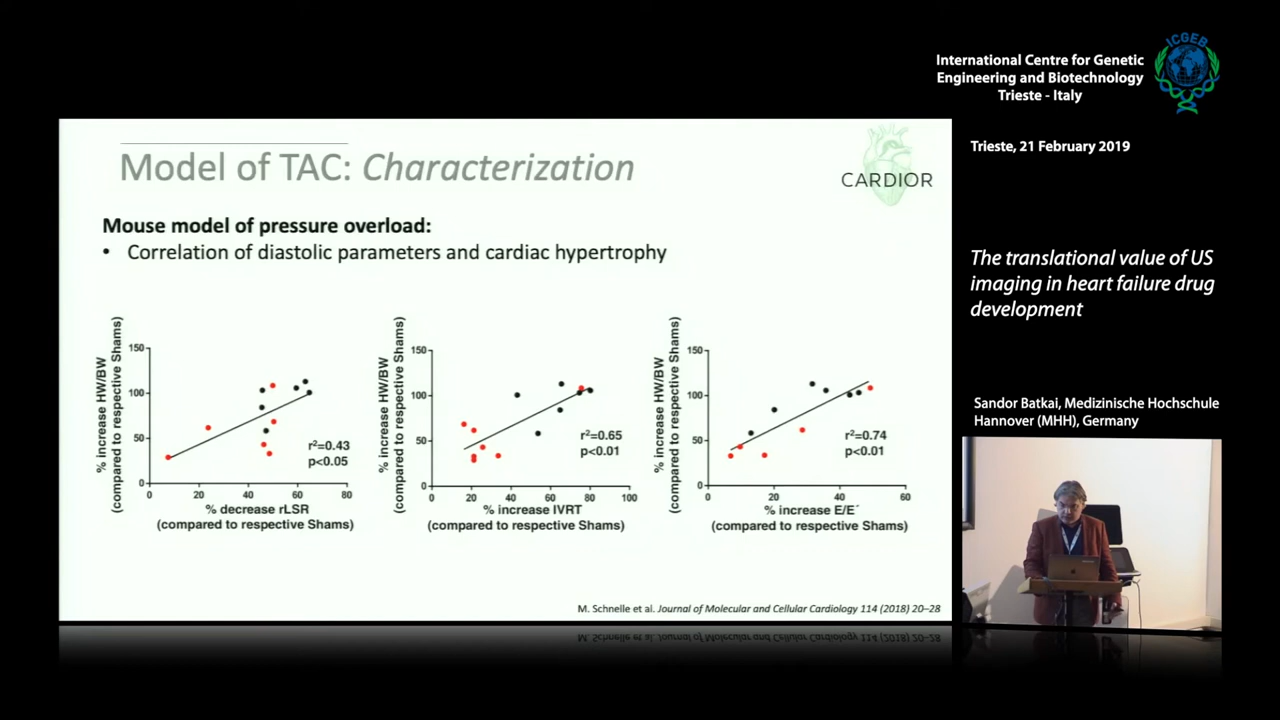 ICGEB
International Centre for Genetic
Engineering and Biotechnology
Trieste - Italy
Trieste, 21 February 2019
Model of TAC: Characterization
CARDIOR
Mouse model of pressure overload:
• Correlation of diastolic parameters and cardiac hypertrophy
% increase HW/BW
(compared to respective Shams)
150
100
50
0
r²=0.43
p<0.05
0 20 40 60 80
% decrease rLSR
(compared to respective Shams)
% increase HW/BW
(compared to respective Shams)
150
100
50
0
r²=0.65
p<0.01
0 20 40 60 80 100
% increase IVRT
(compared to respective Shams)
% increase HW/BW
(compared to respective Shams)
150
100
50
0
r²=0.74
p<0.01
0 20 40 60
% increase E/E´
(compared to respective Shams)
M. Schnelle et al. Journal of Molecular and Cellular Cardiology 114 (2018) 20–28
The translational value of US
imaging in heart failure drug
development
Sandor Batkai, Medizinische Hochschule
Hannover (MHH), Germany